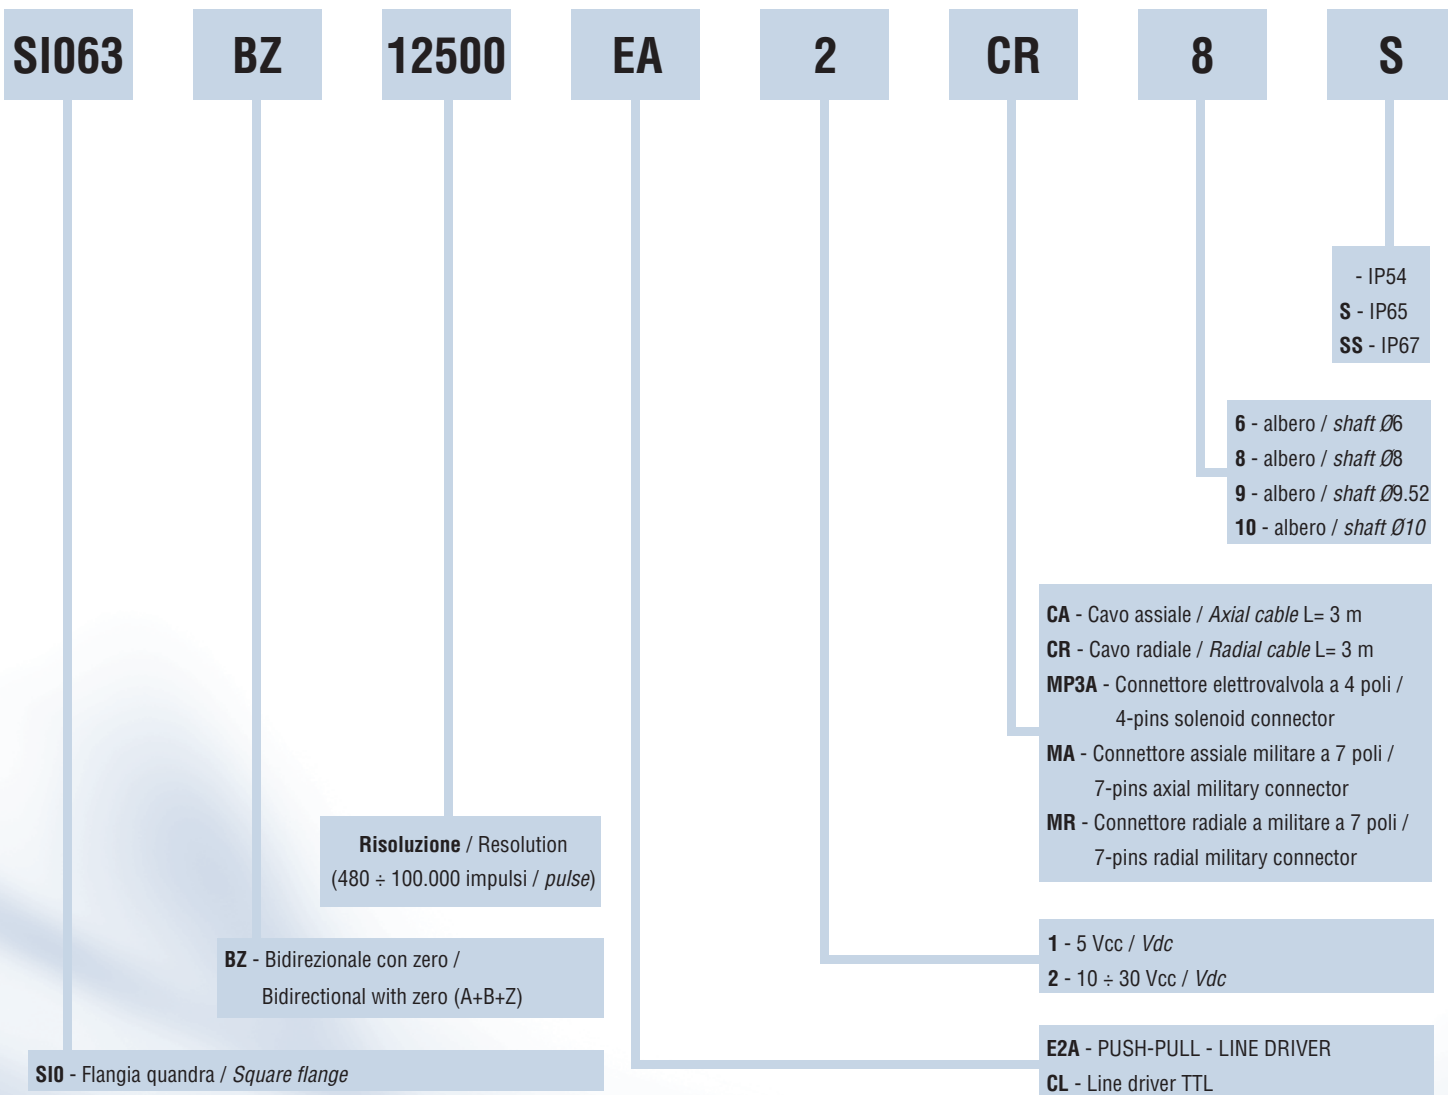 SI063 BZ 12500 EA 2 CR 8 S
- IP54
S - IP65
SS - IP67
6 - albero / shaft Ø6
8 - albero / shaft Ø8
9 - albero / shaft Ø9.52
10 - albero / shaft Ø10
CA - Cavo assiale / Axial cable L= 3 m
CR - Cavo radiale / Radial cable L= 3 m
MP3A - Connettore elettrovalvola a 4 poli /
4-pins solenoid connector
MA - Connettore assiale militare a 7 poli /
7-pins axial military connector
MR - Connettore radiale a militare a 7 poli /
7-pins radial military connector
Risoluzione / Resolution
(480 ÷ 100.000 impulsi / pulse)
1 - 5 Vcc / Vdc
2 - 10 ÷ 30 Vcc / Vdc
BZ - Bidirezionale con zero /
Bidirectional with zero (A+B+Z)
E2A - PUSH-PULL - LINE DRIVER
CL - Line driver TTL
SI0 - Flangia quandra / Square flange